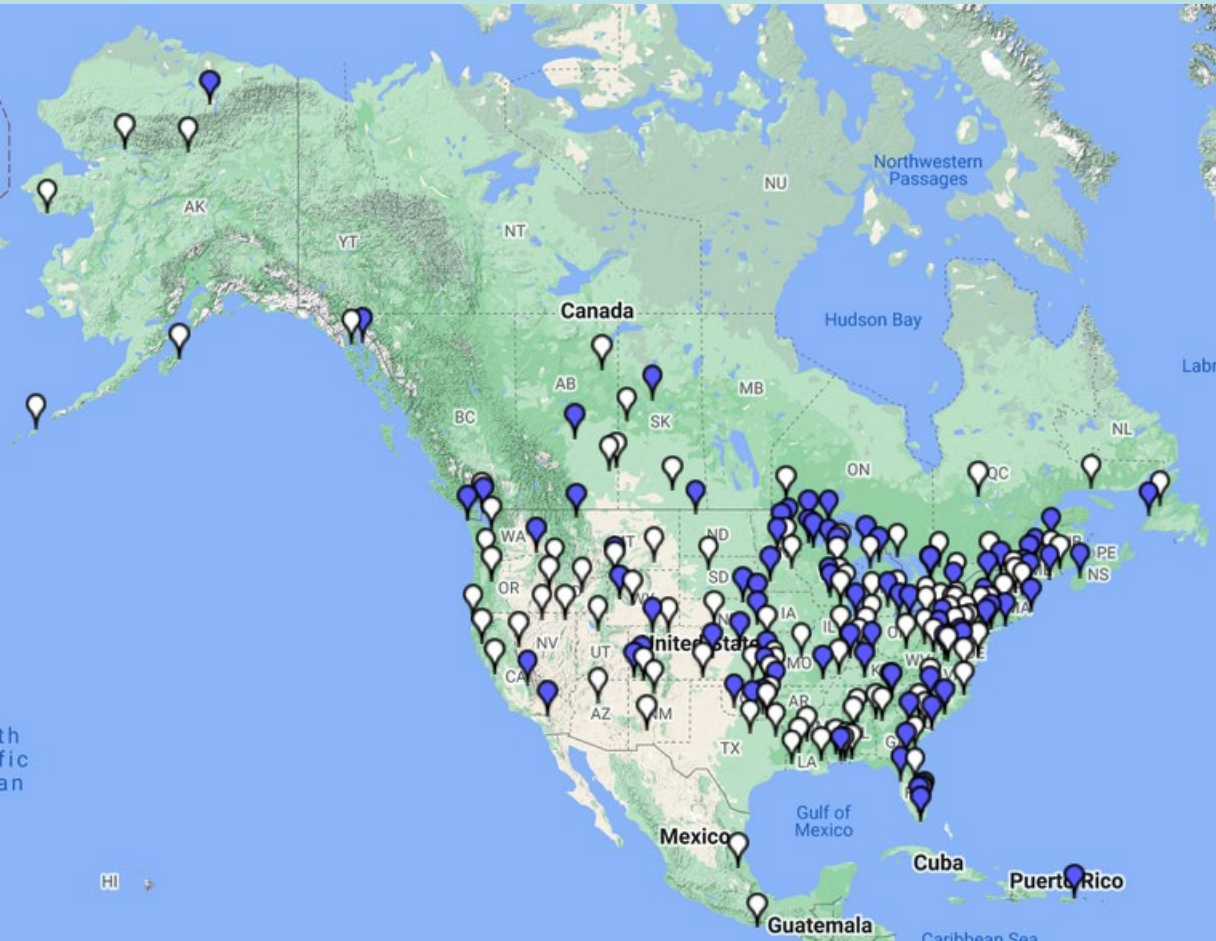 Northwestern
Passages
NU
AK
NT
YT
Canada
Hudson Bay
Labr
AB
MB
BC
SK
NL
ON
QC
WA
ND
PE
NS
OR
SD
MA
IA
IL
NV
United States
UT
MO
WV
CA
AZ
NM
AR
TX
LA
Gulf of
Mexico
Mexico
Cuba
HI
Puerto Rico
Guatemala
Caribbean Sea